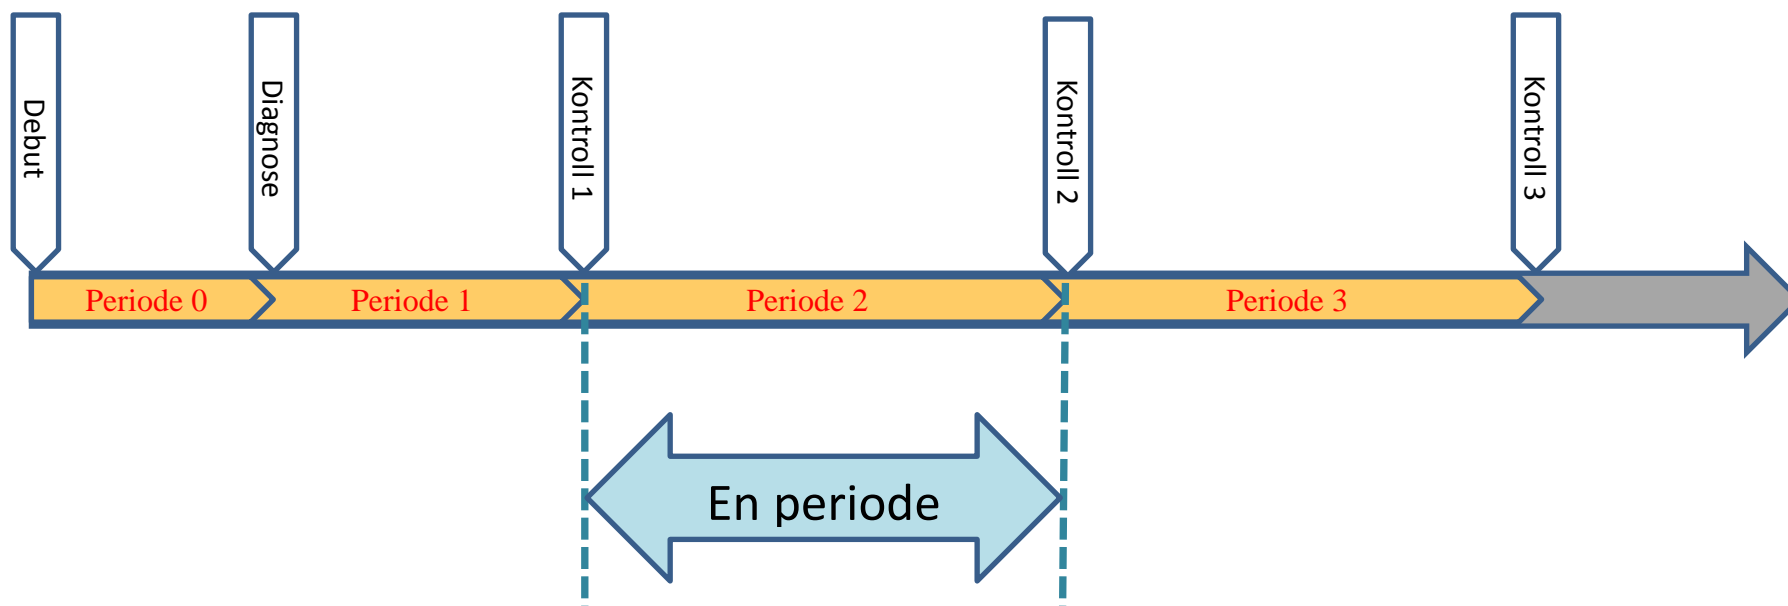 Debut
Diagnose
Kontroll 1
Kontroll 2
Kontroll 3
Periode 0
Periode 1
Periode 2
Periode 3
En periode